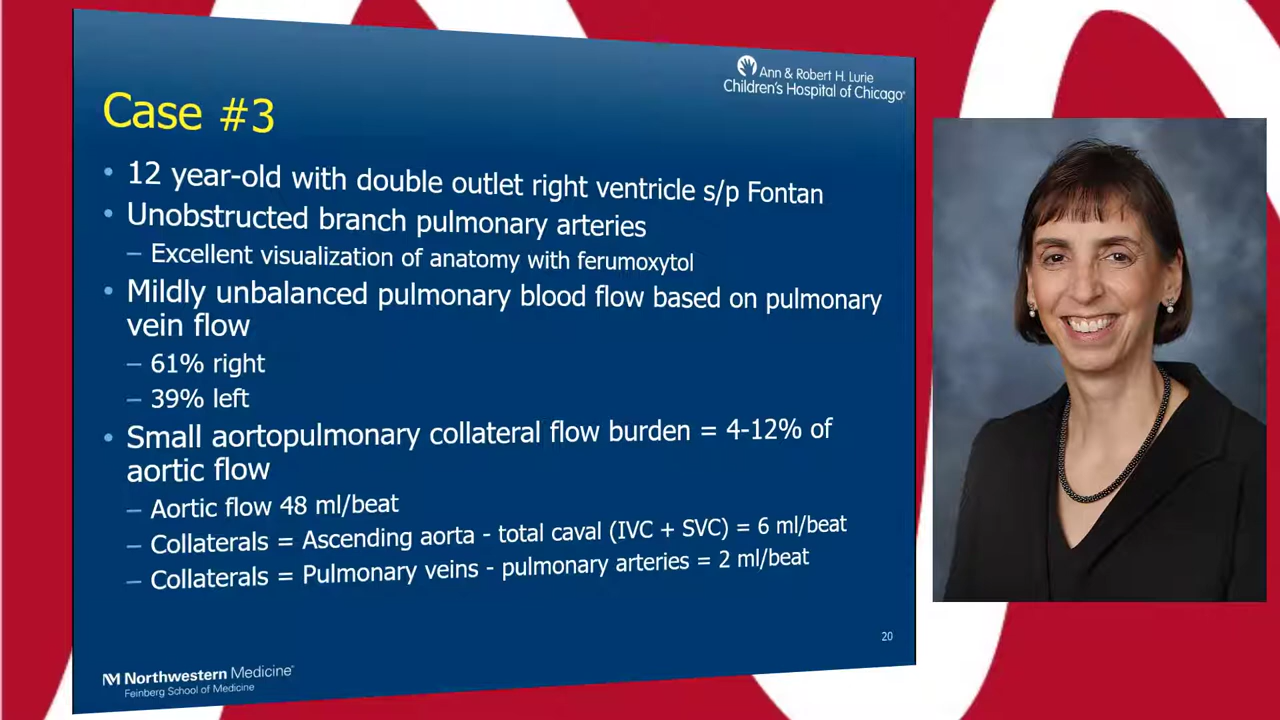 Ann & Robert H. Lurie
Children's Hospital of Chicago®
Case #3
• 12 year-old with double outlet right ventricle s/p Fontan
• Unobstructed branch pulmonary arteries
– Excellent visualization of anatomy with ferumoxytol
• Mildly unbalanced pulmonary blood flow based on pulmonary
vein flow
– 61% right
– 39% left
• Small aortopulmonary collateral flow burden = 4-12% of
aortic flow
– Aortic flow 48 ml/beat
– Collaterals = Ascending aorta - total caval (IVC + SVC) = 6 ml/beat
– Collaterals = Pulmonary veins - pulmonary arteries = 2 ml/beat
20
NM Northwestern Medicine®
Feinberg School of Medicine